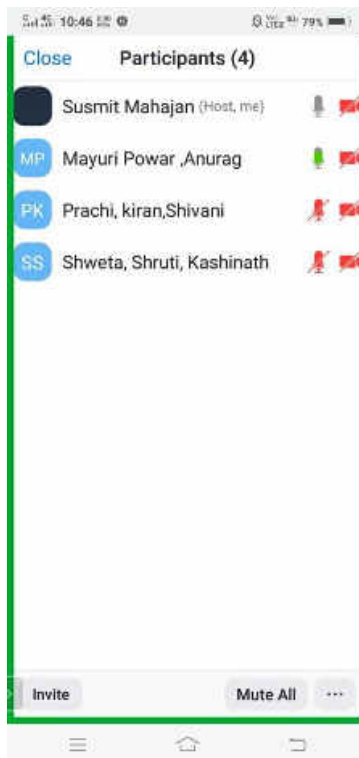 10:46
79%
Close Participants (4)
Susmit Mahajan (Host, me)
MP Mayuri Powar ,Anurag
PK Prachi, kiran,Shivani
SS Shweta, Shruti, Kashinath
Invite Mute All ...